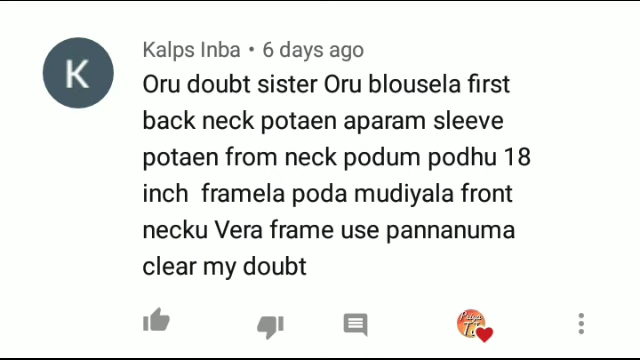 K
Kalps Inba • 6 days ago
Oru doubt sister Oru blousela first
back neck potaen aparam sleeve
potaen from neck podum podhu 18
inch framela poda mudiyala front
necku Vera frame use pannanuma
clear my doubt